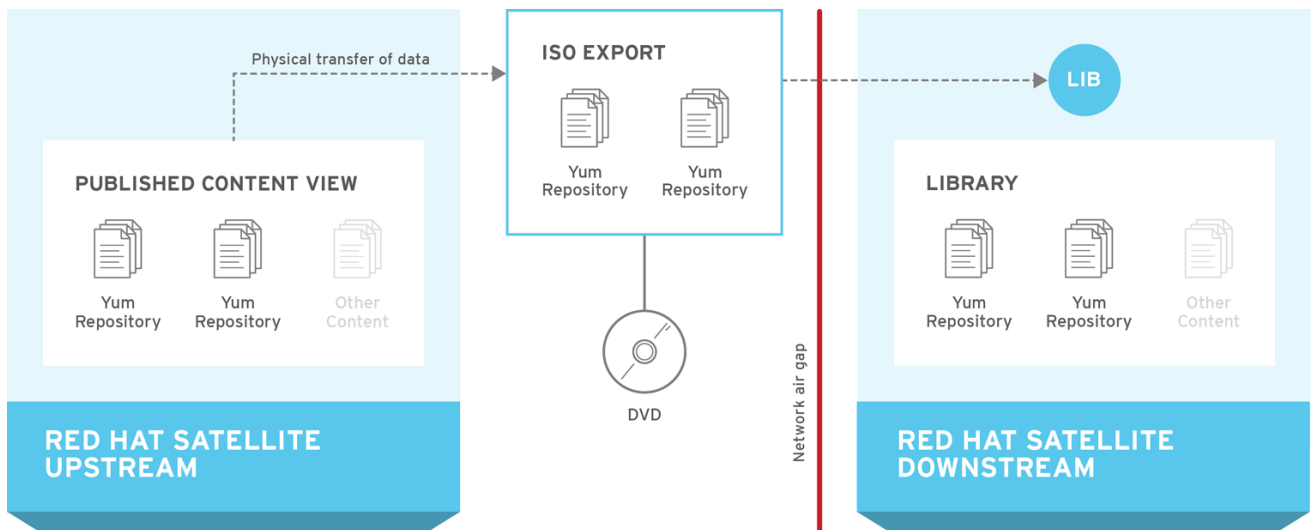 Physical transfer of data
PUBLISHED CONTENT VIEW
Yum
Repository
Yum
Repository
Other
Content
RED HAT SATELLITE
UPSTREAM
ISO EXPORT
Yum
Repository
Yum
Repository
DVD
Network air gap
LIB
LIBRARY
Yum
Repository
Yum
Repository
Other
Content
RED HAT SATELLITE
DOWNSTREAM